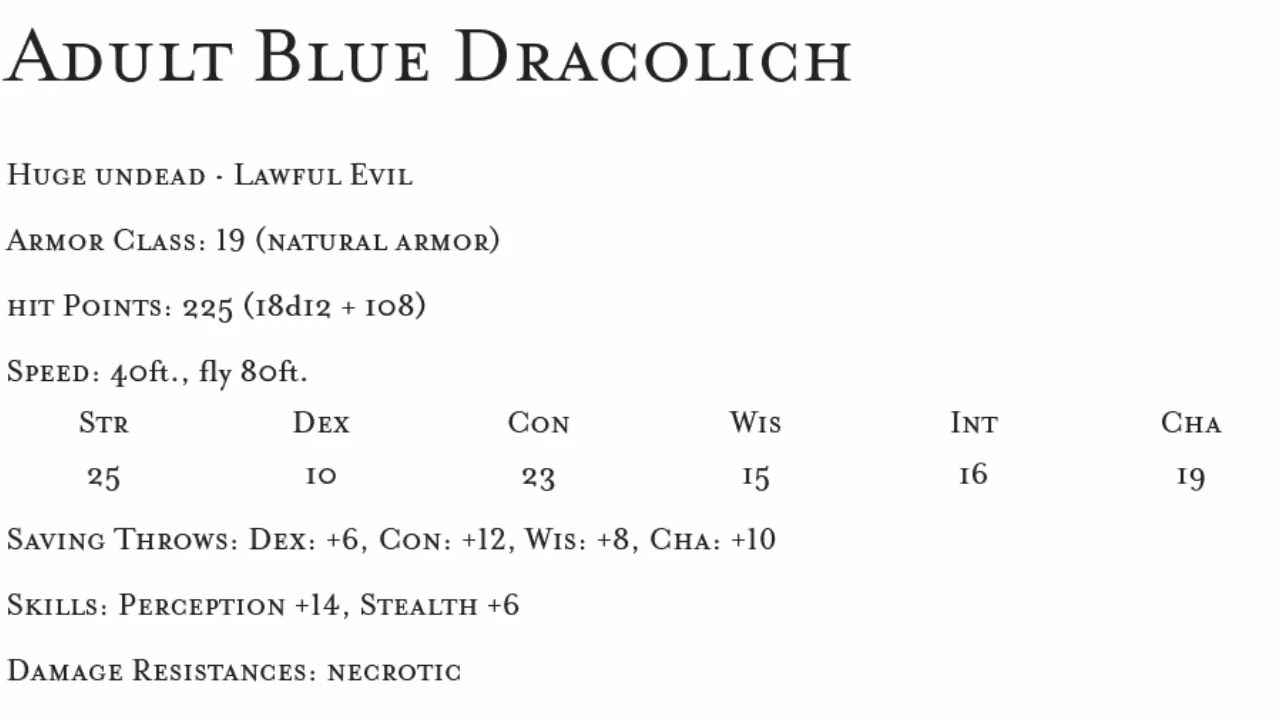 Adult Blue Dracolich
Huge undead · Lawful Evil
Armor Class: 19 (natural armor)
hit Points: 225 (18d12 + 108)
Speed: 40ft., fly 80ft.
Str Dex Con Wis Int Cha
25 10 23 15 16 19
Saving Throws: Dex: +6, Con: +12, Wis: +8, Cha: +10
Skills: Perception +14, Stealth +6
Damage Resistances: necrotic